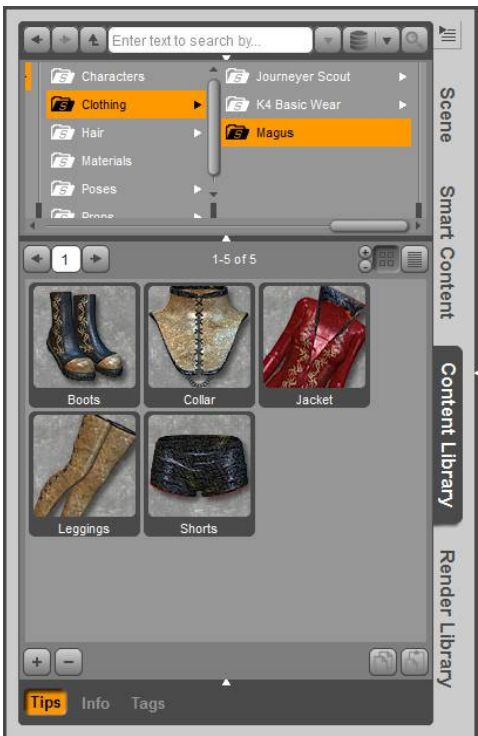 Enter text to search by...
Characters
Clothing
Hair
Materials
Poses
Props
Journeyer Scout
K4 Basic Wear
Magus
1
1-5 of 5
Boots
Collar
Jacket
Leggings
Shorts
Tips
Info
Tags
Scene
Smart Content
Content Library
Render Library